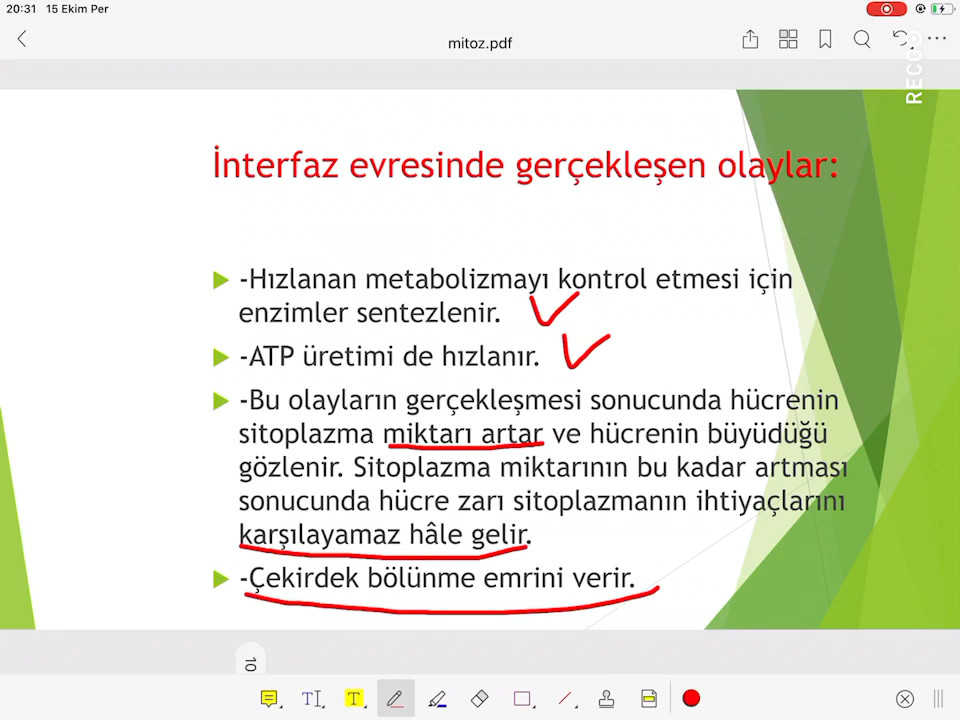 20:31 15 Ekim Per
mitoz.pdf
RECGO
İnterfaz evresinde gerçekleşen olaylar:
-Hızlanan metabolizmayı kontrol etmesi için
enzimler sentezlenir.
-ATP üretimi de hızlanır.
-Bu olayların gerçekleşmesi sonucunda hücrenin
sitoplazma miktarı artar ve hücrenin büyüdüğü
gözlenir. Sitoplazma miktarının bu kadar artması
sonucunda hücre zarı sitoplazmanın ihtiyaçlarını
karşılayamaz hâle gelir.
-Çekirdek bölünme emrini verir.
10